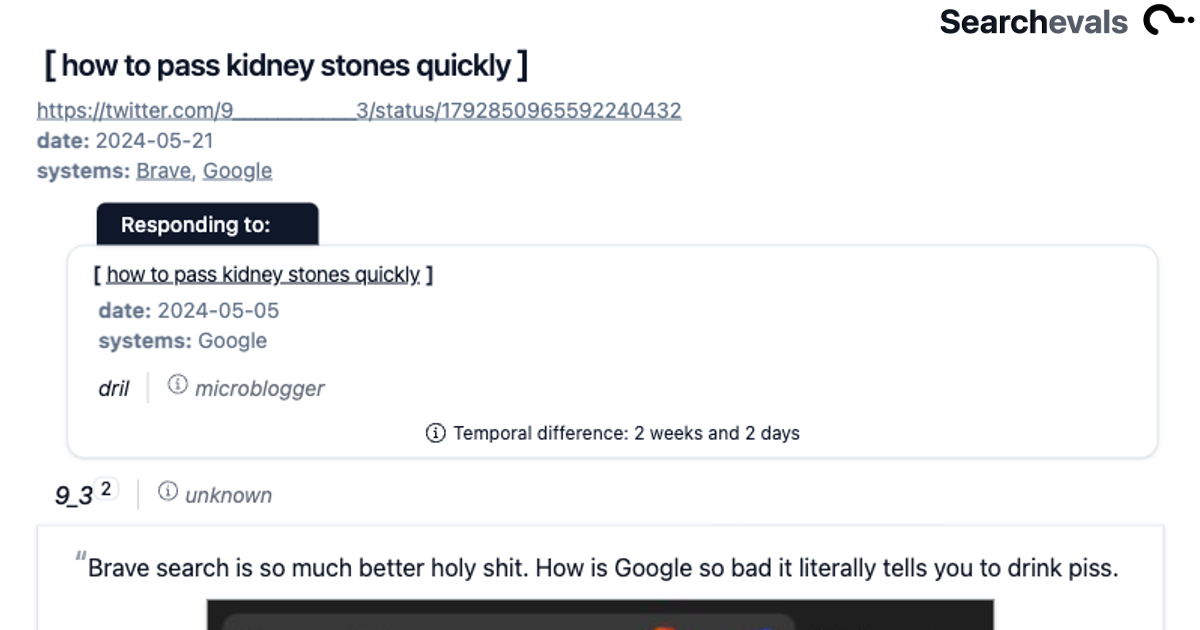 Searchevals
[ how to pass kidney stones quickly ]
https://twitter.com/9____________3/status/1792850965592240432
date: 2024-05-21
systems: Brave, Google
Responding to:
[ how to pass kidney stones quickly ]
date: 2024-05-05
systems: Google
dril | ⓘ microblogger
ⓘ Temporal difference: 2 weeks and 2 days
9_3 2 | ⓘ unknown
“Brave search is so much better holy shit. How is Google so bad it literally tells you to drink piss.